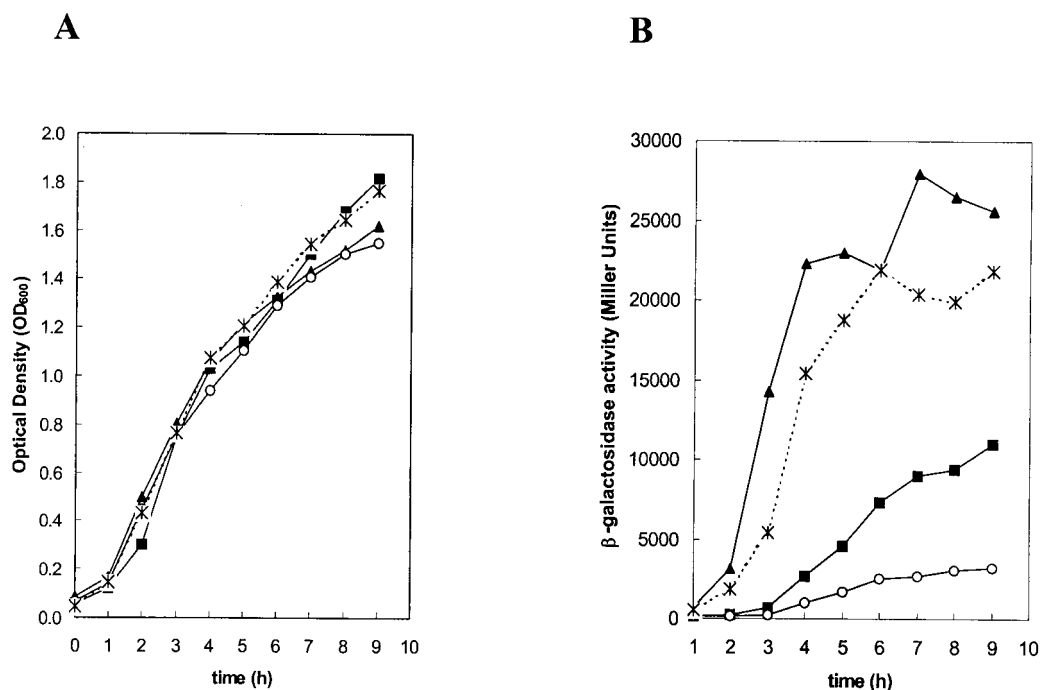 A
B
Optical Density (OD600)
2.0
1.8
1.6
1.4
1.2
1.0
0.8
0.6
0.4
0.2
0.0
0 1 2 3 4 5 6 7 8 9 10
time (h)
β-galactosidase activity (Miller Units)
30000
25000
20000
15000
10000
5000
0
1 2 3 4 5 6 7 8 9 10
time (h)